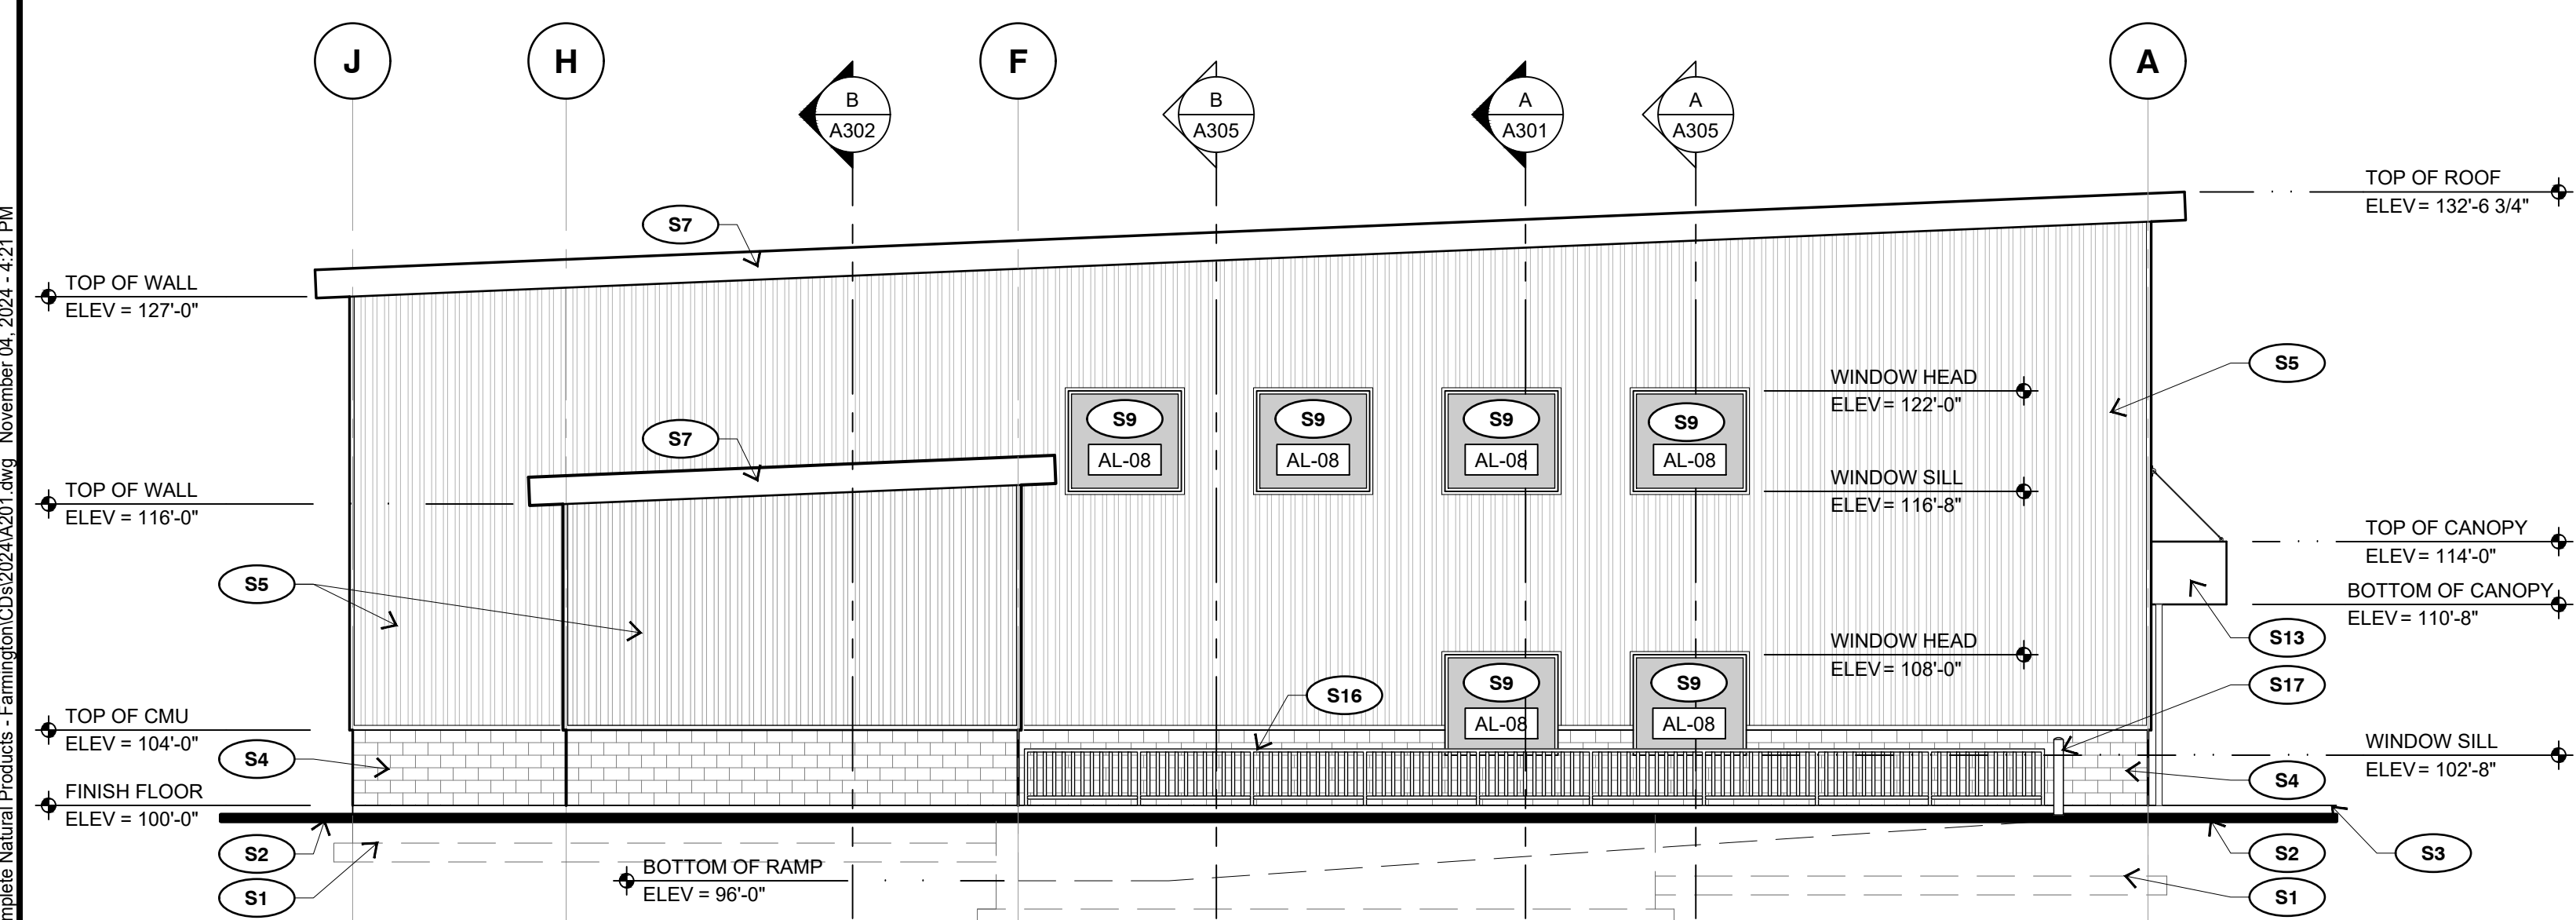 J
H
F
A
B
A302
B
A305
A
A301
A
A305
TOP OF ROOF
ELEV = 132'-6 3/4"
S7
TOP OF WALL
ELEV = 127'-0"
S5
WINDOW HEAD
ELEV = 122'-0"
S9
S9
S9
S9
AL-08
AL-08
AL-08
AL-08
S7
WINDOW SILL
ELEV = 116'-8"
TOP OF WALL
ELEV = 116'-0"
TOP OF CANOPY
ELEV = 114'-0"
S5
BOTTOM OF CANOPY
ELEV = 110'-8"
S13
WINDOW HEAD
ELEV = 108'-0"
S9
S9
AL-08
AL-08
S16
S17
TOP OF CMU
ELEV = 104'-0"
S4
WINDOW SILL
ELEV = 102'-8"
S4
FINISH FLOOR
ELEV = 100'-0"
S2
S1
BOTTOM OF RAMP
ELEV = 96'-0"
S2
S3
S1
Natural Products - Farmington\CDs\2024\A201.dwg November 04, 2024 - 4:21 PM